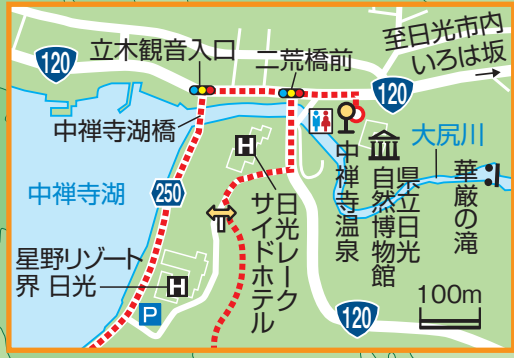 120
立木観音入口
二荒橋前
至日光市内
いろは坂
120
中禅寺湖橋
大尻川
中禅寺湖
250
H
中禅寺温泉
県立日光
自然博物館
華厳の滝
日光レーク
サイドホテル
星野リゾート
界 日光
H
P
120
100m